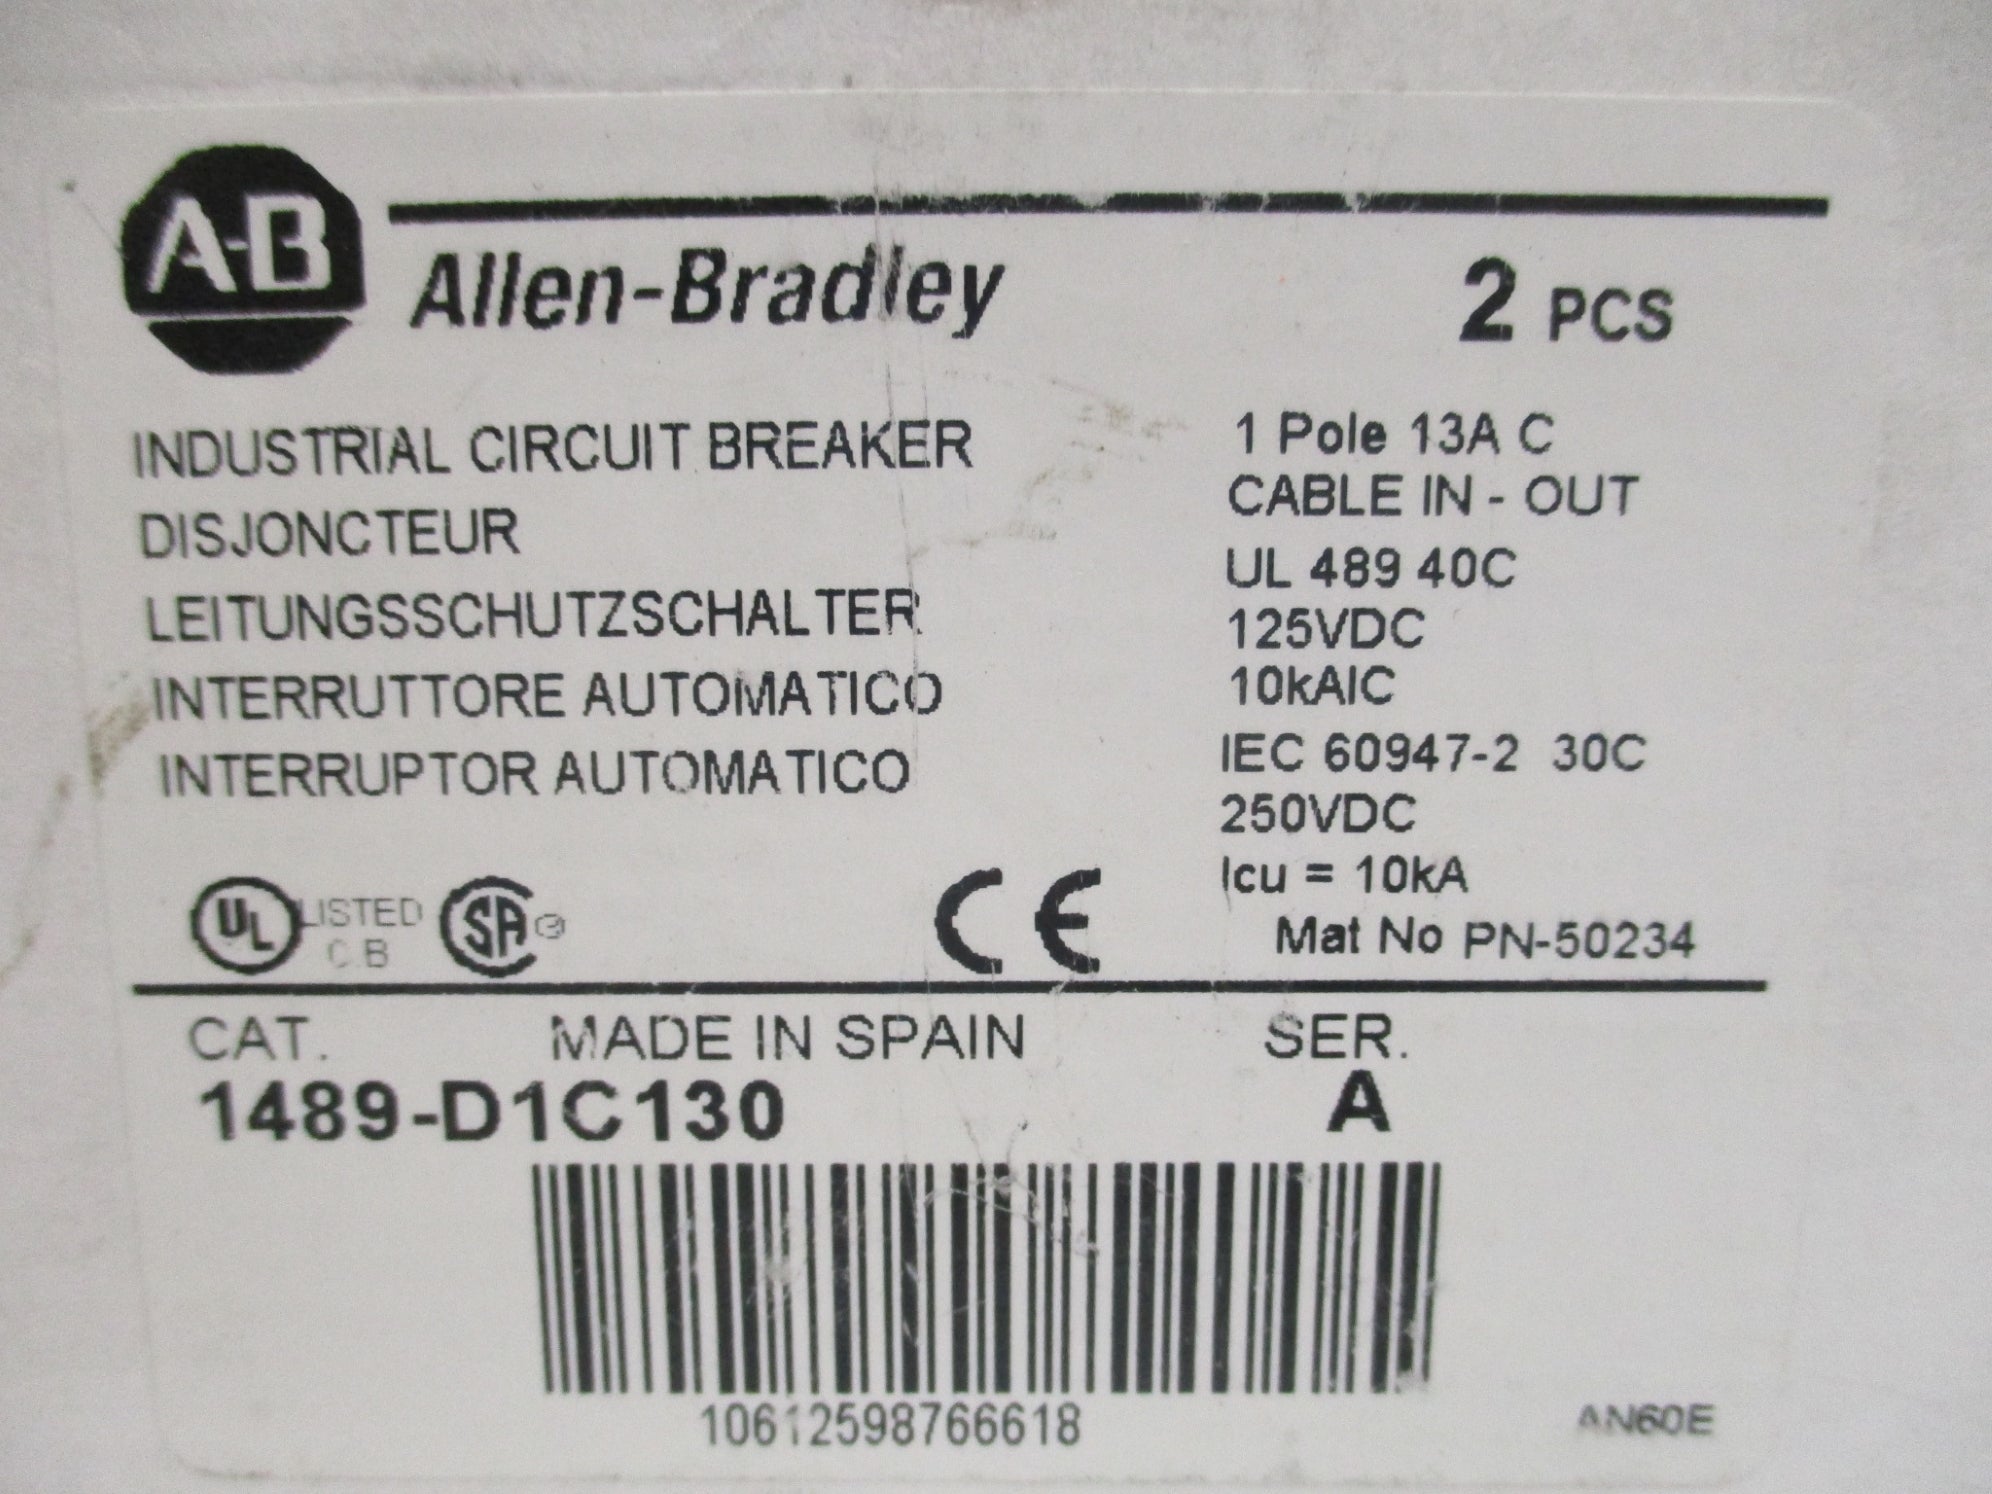 A-B
Allen-Bradley
2 PCS
INDUSTRIAL CIRCUIT BREAKER
DISJONCTEUR
LEITUNGSSCHUTZSCHALTER
INTERRUTTORE AUTOMATICO
INTERRUPTOR AUTOMATICO
1 Pole 13A C
CABLE IN - OUT
UL 489 40C
125VDC
10kAIC
IEC 60947-2 30C
250VDC
Icu = 10kA
Mat No PN-50234
UL LISTED
C.B
SA
CE
CAT. MADE IN SPAIN SER.
1489-D1C130 A
10612598766618
AN60E